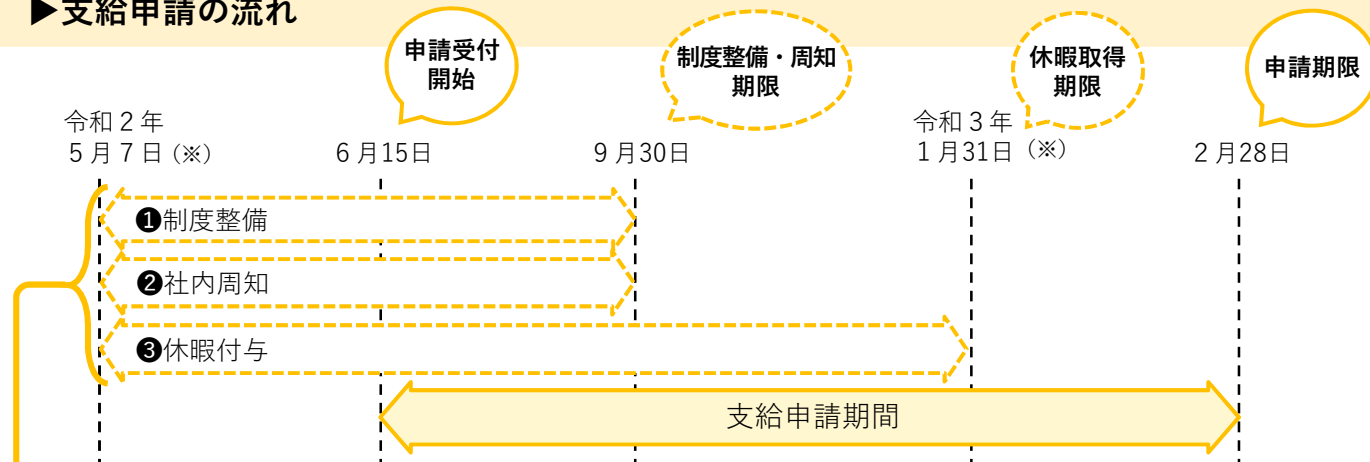 ▶支給申請の流れ
申請受付
開始
制度整備・周知
期限
休暇取得
期限
申請期限
令和２年
５月７日（※）
６月15日
９月30日
令和３年
１月31日（※）
２月28日
❶制度整備
❷社内周知
❸休暇付与
支給申請期間